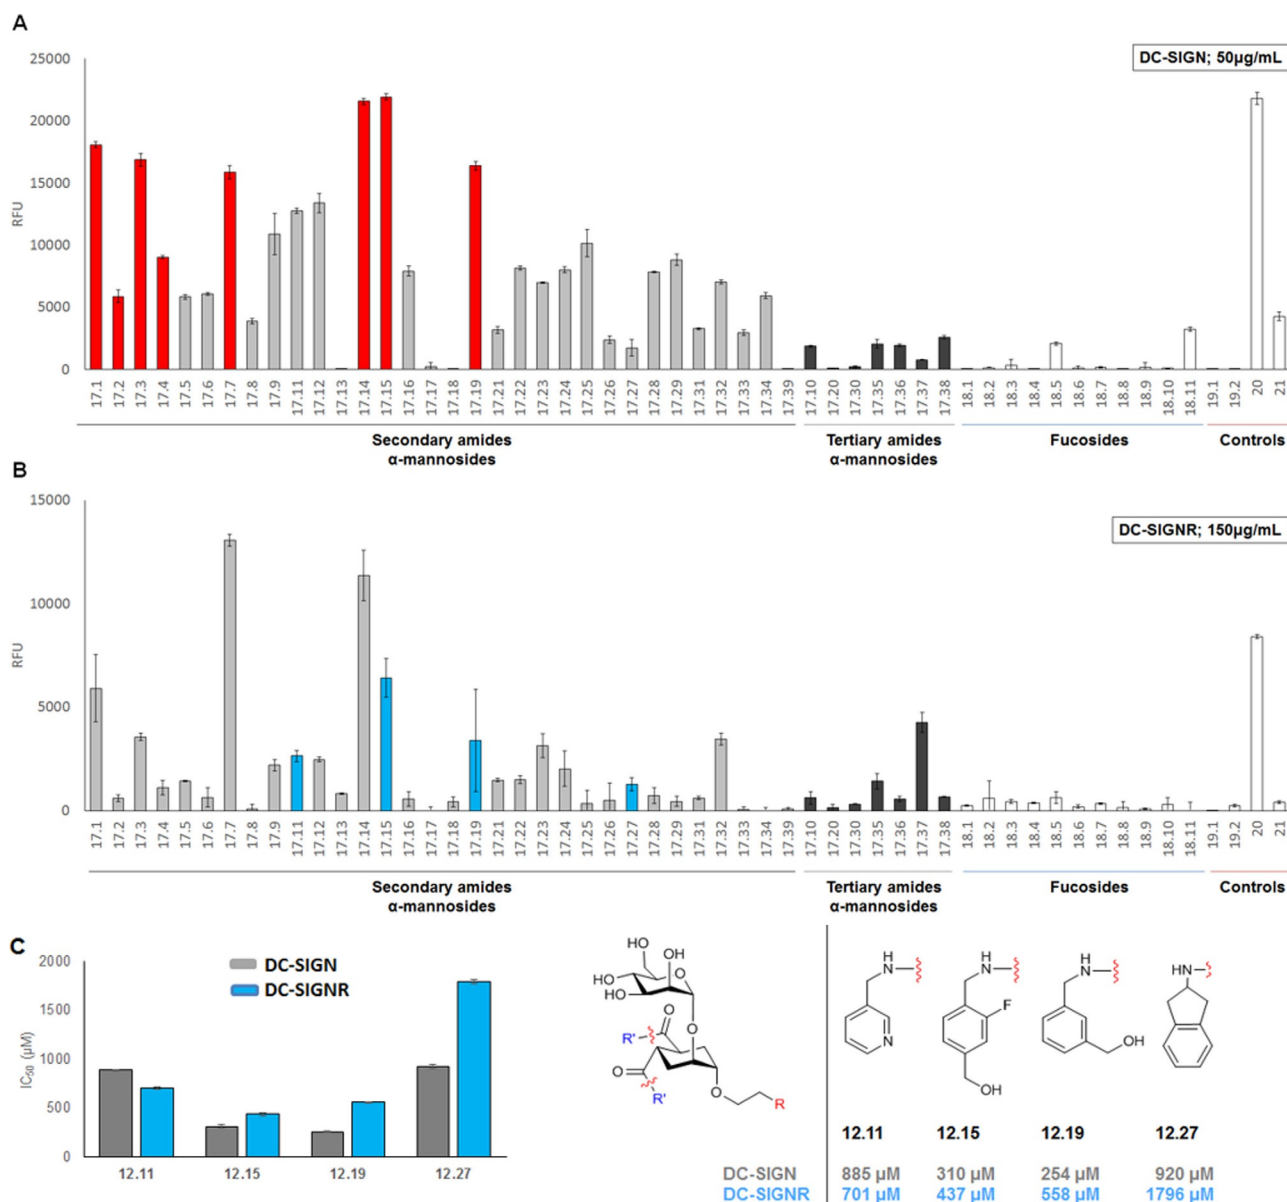 A
DC-SIGN; 50µg/mL
25000
20000
15000
10000
5000
0
RFU
17.1 17.2 17.3 17.4 17.5 17.6 17.7 17.8 17.9 17.11 17.12 17.13 17.14 17.15 17.16 17.17 17.18 17.19 17.21 17.22 17.23 17.24 17.25 17.26 17.27 17.28 17.29 17.31 17.32 17.33 17.34 17.39 17.10 17.20 17.30 17.35 17.36 17.37 17.38 18.1 18.2 18.3 18.4 18.5 18.6 18.7 18.8 18.9 18.10 18.11 19.1 19.2 20 21
Secondary amides
α-mannosides
Tertiary amides
α-mannosides
Fucosides
Controls
B
DC-SIGNR; 150µg/mL
15000
10000
5000
0
RFU
17.1 17.2 17.3 17.4 17.5 17.6 17.7 17.8 17.9 17.11 17.12 17.13 17.14 17.15 17.16 17.17 17.18 17.19 17.21 17.22 17.23 17.24 17.25 17.26 17.27 17.28 17.29 17.31 17.32 17.33 17.34 17.39 17.10 17.20 17.30 17.35 17.36 17.37 17.38 18.1 18.2 18.3 18.4 18.5 18.6 18.7 18.8 18.9 18.10 18.11 19.1 19.2 20 21
Secondary amides
α-mannosides
Tertiary amides
α-mannosides
Fucosides
Controls
C
DC-SIGN
DC-SIGNR
2000
1500
1000
500
0
IC₅₀ (µM)
12.11 12.15 12.19 12.27
HO OH
HO
HO O
O O
R'
O
R' O R
HN
N
HN
F
OH
HN
OH
HN
12.11 12.15 12.19 12.27
DC-SIGN 885 µM 310 µM 254 µM 920 µM
DC-SIGNR 701 µM 437 µM 558 µM 1796 µM